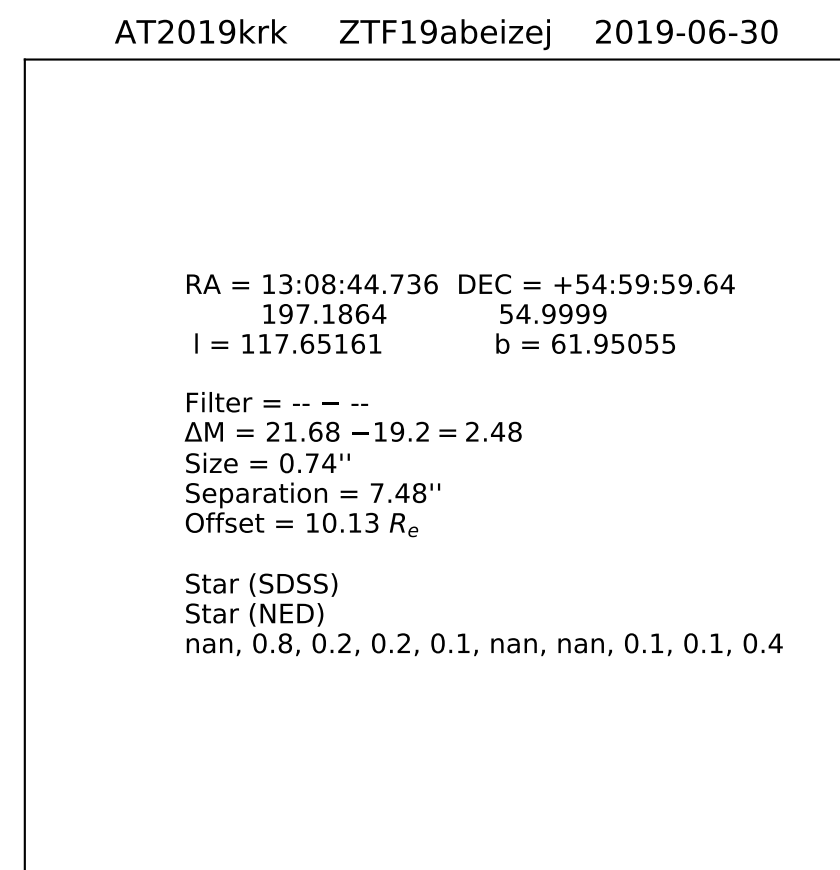 AT2019krk ZTF19abeizej 2019-06-30
RA = 13:08:44.736 DEC = +54:59:59.64
197.1864 54.9999
l = 117.65161 b = 61.95055
Filter = -- − --
ΔM = 21.68 −19.2 = 2.48
Size = 0.74''
Separation = 7.48''
Offset = 10.13 Re
Star (SDSS)
Star (NED)
nan, 0.8, 0.2, 0.2, 0.1, nan, nan, 0.1, 0.1, 0.4